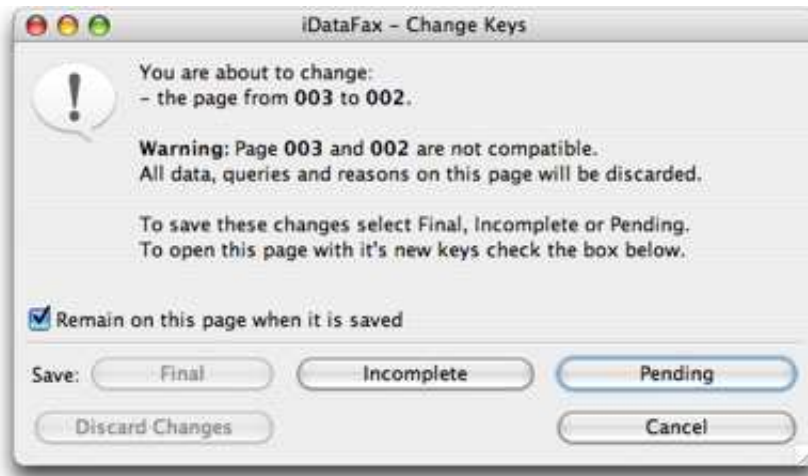 iDataFax - Change Keys
You are about to change:
- the page from 003 to 002.
Warning: Page 003 and 002 are not compatible.
All data, queries and reasons on this page will be discarded.
To save these changes select Final, Incomplete or Pending.
To open this page with it's new keys check the box below.
Remain on this page when it is saved
Save: Final Incomplete Pending
Discard Changes Cancel